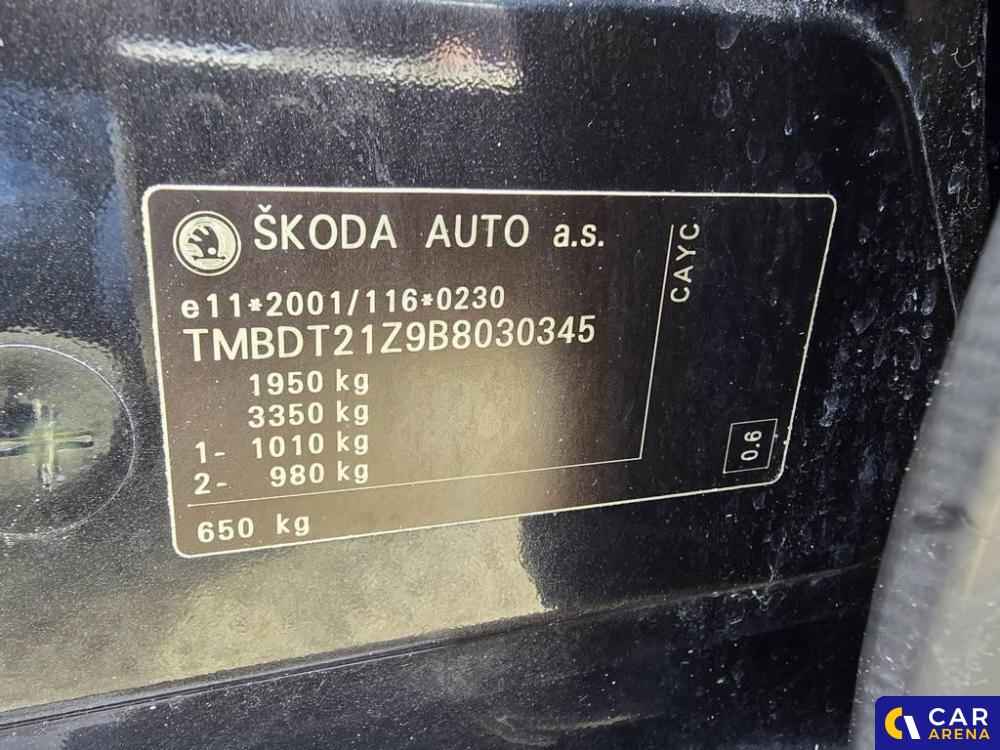 ŠKODA AUTO a.s.
CAYC
e11*2001/116*0230
TMBDT21Z9B8030345
1950 kg
3350 kg
1- 1010 kg
2- 980 kg
0.6
650 kg
CAR
ARENA